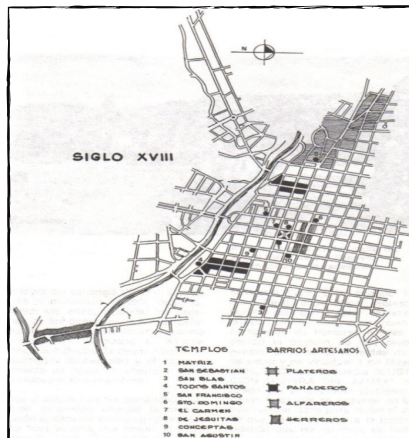 N
SIGLO XVIII
TEMPLOS
1 MATRIZ
2 SAN SEBASTIAN
3 SAN BLAS
4 TODOS SANTOS
5 SAN FRANCISCO
6 STO. DOMINGO
7 EL CARMEN
8 DE JESUITAS
9 CONCEPTAS
10 SAN AGUSTIN
BARRIOS ARTESANOS
PLATEROS
PANADEROS
ALFAREROS
HERREROS